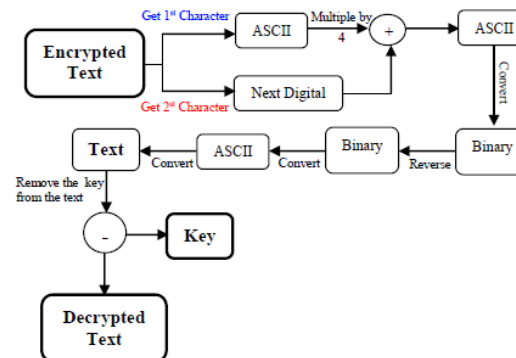 Get 1st Character
ASCII
Multiple by
4
+
ASCII
Encrypted
Text
Convert
Get 2st Character
Next Digital
Text
Convert
ASCII
Convert
Binary
Reverse
Binary
Remove the key
from the text
-
Key
Decrypted
Text